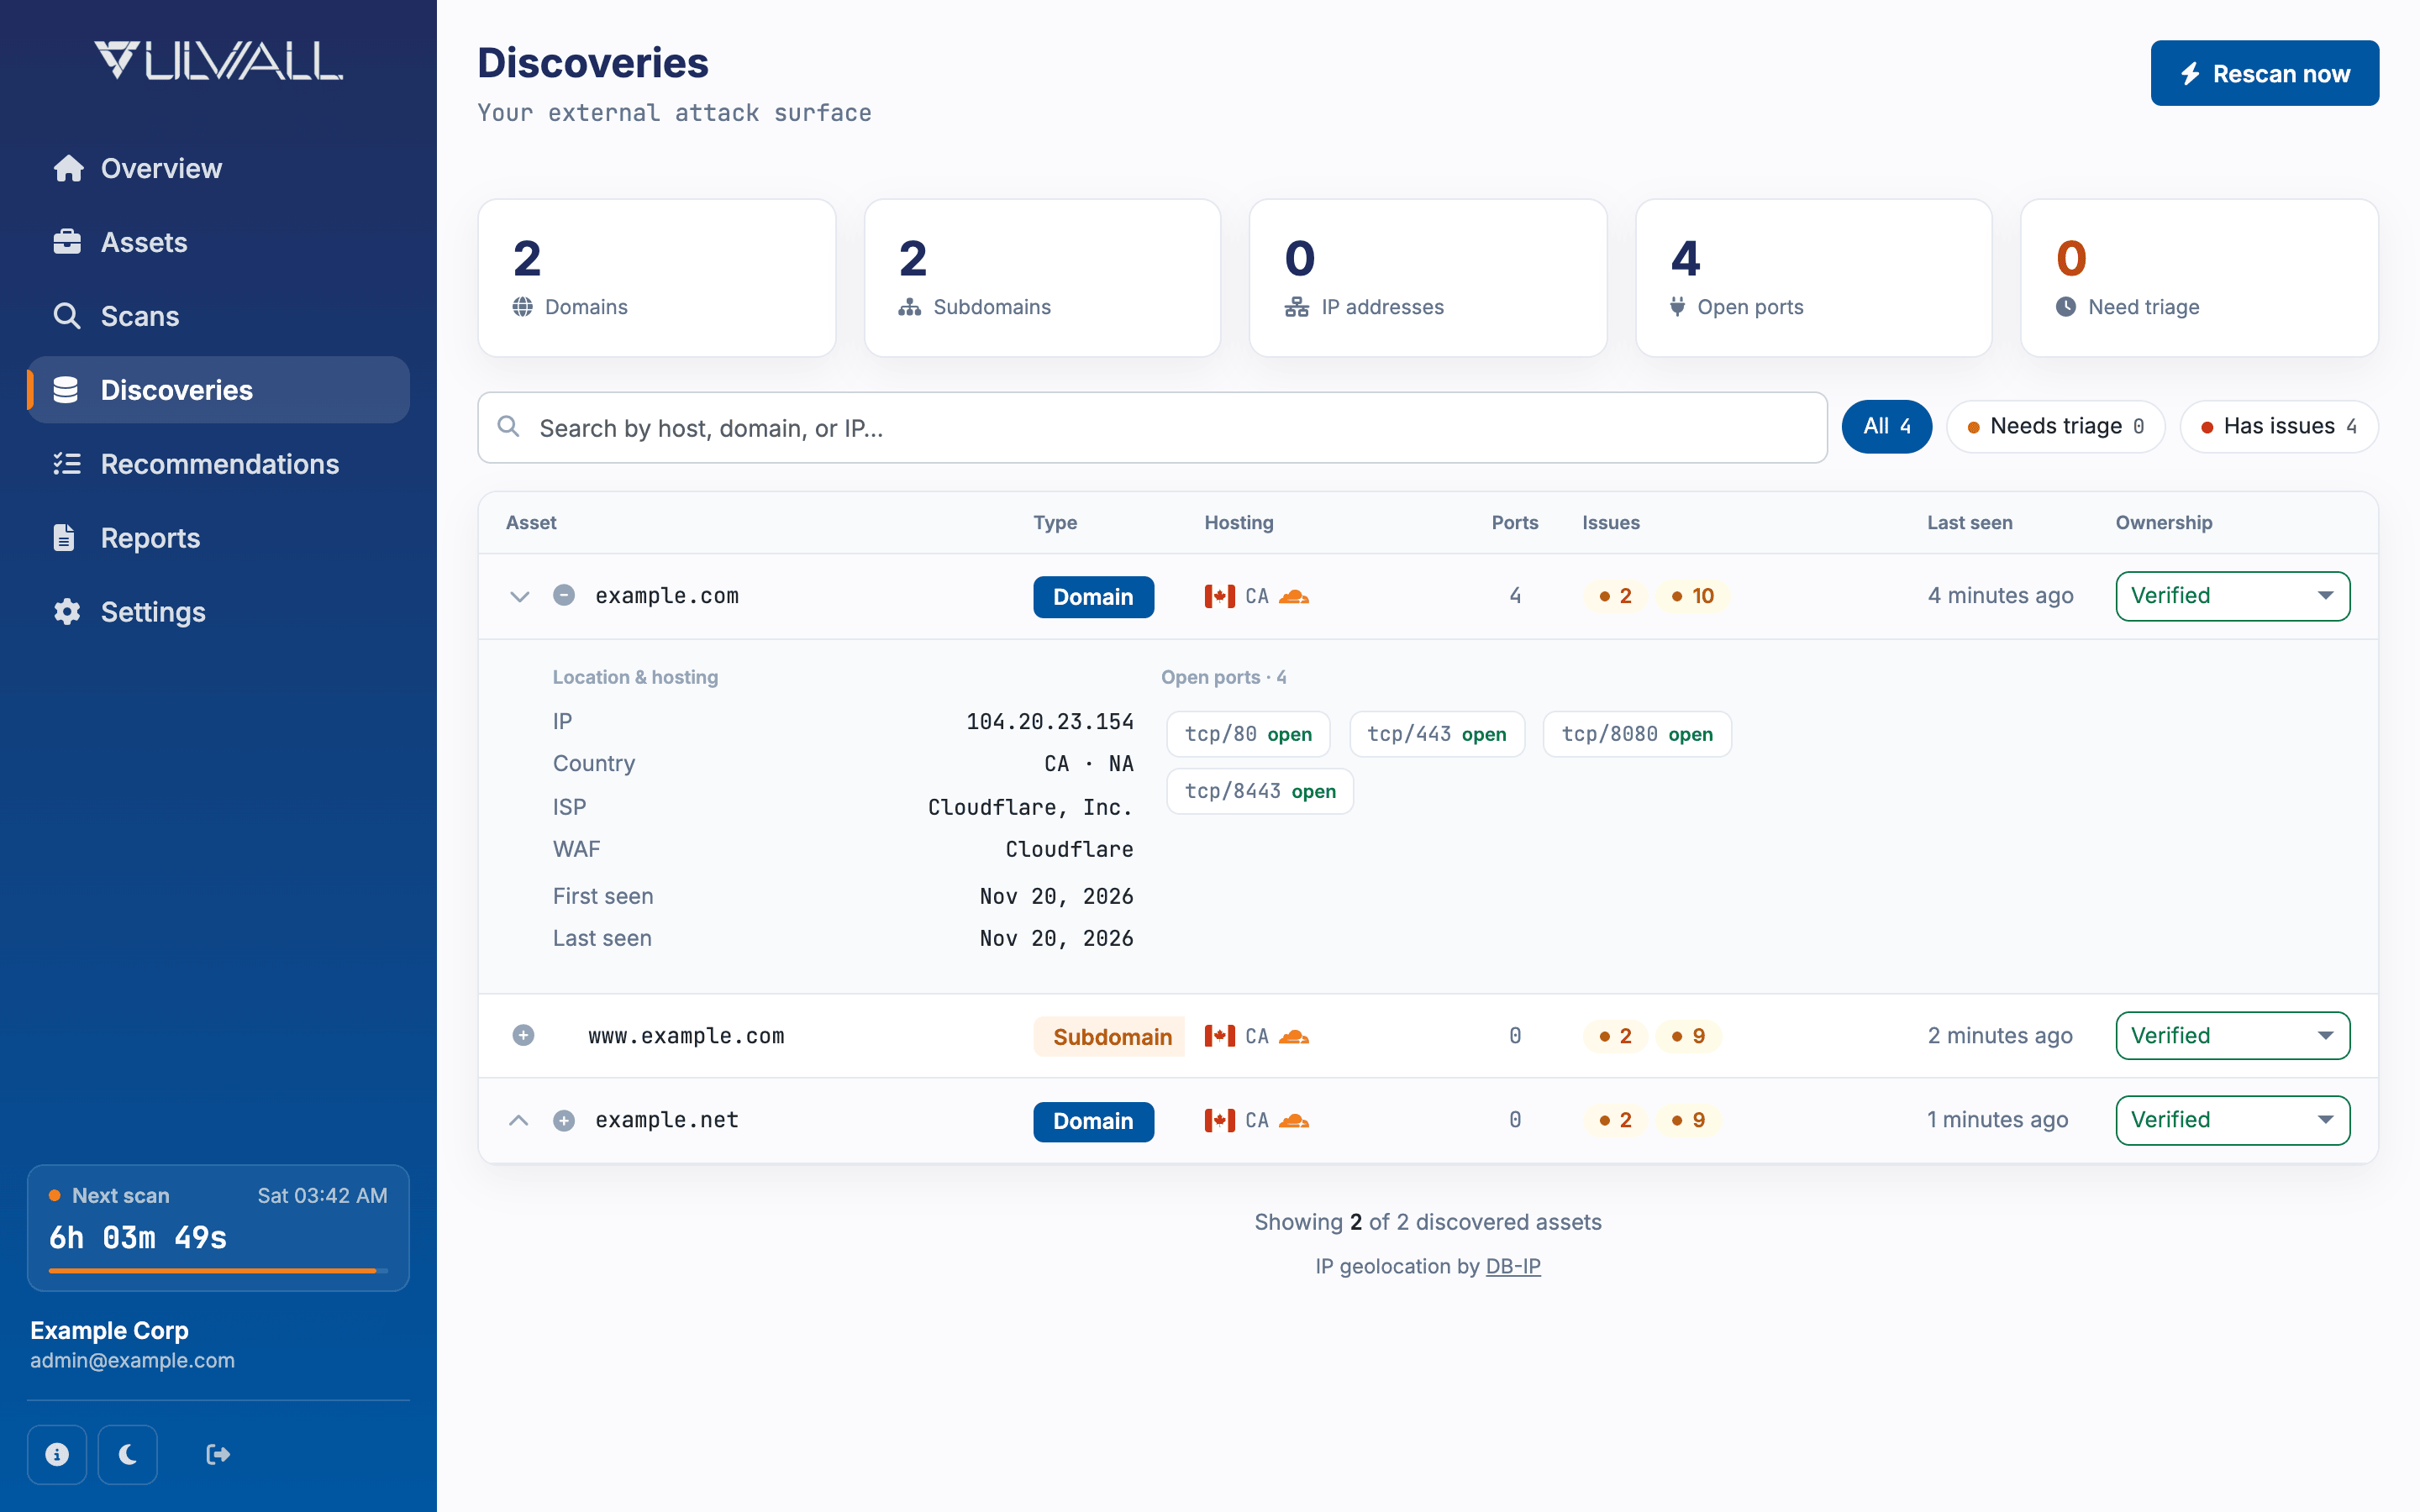 VULWALL
Overview
Assets
Scans
Discoveries
Recommendations
Reports
Settings
Next scan Sat 03:42 AM
6h 03m 49s
Example Corp
admin@example.com
Discoveries
Your external attack surface
Rescan now
2
Domains
2
Subdomains
0
IP addresses
4
Open ports
0
Need triage
Search by host, domain, or IP...
All 4
Needs triage 0
Has issues 4
Asset Type Hosting Ports Issues Last seen Ownership
example.com Domain CA 4 2 10 4 minutes ago Verified
Location & hosting
IP 104.20.23.154
Country CA · NA
ISP Cloudflare, Inc.
WAF Cloudflare
First seen Nov 20, 2026
Last seen Nov 20, 2026
Open ports · 4
tcp/80 open tcp/443 open tcp/8080 open
tcp/8443 open
www.example.com Subdomain CA 0 2 9 2 minutes ago Verified
example.net Domain CA 0 2 9 1 minutes ago Verified
Showing 2 of 2 discovered assets
IP geolocation by DB-IP